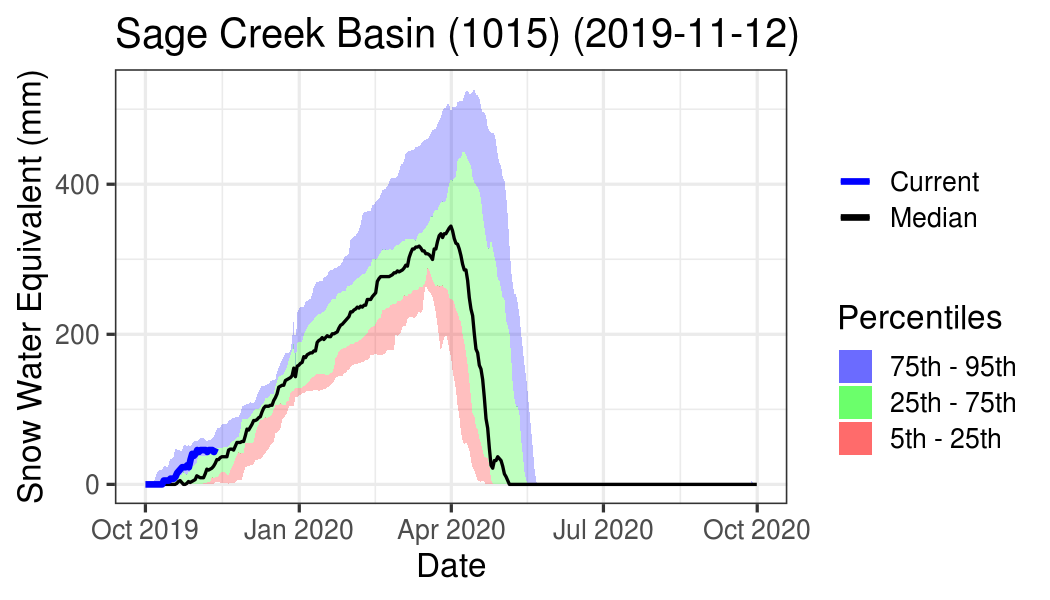 Sage Creek Basin (1015) (2019-11-12)
Snow Water Equivalent (mm)
400
200
0
Oct 2019
Jan 2020
Apr 2020
Jul 2020
Oct 2020
Date
Current
Median
Percentiles
75th - 95th
25th - 75th
5th - 25th